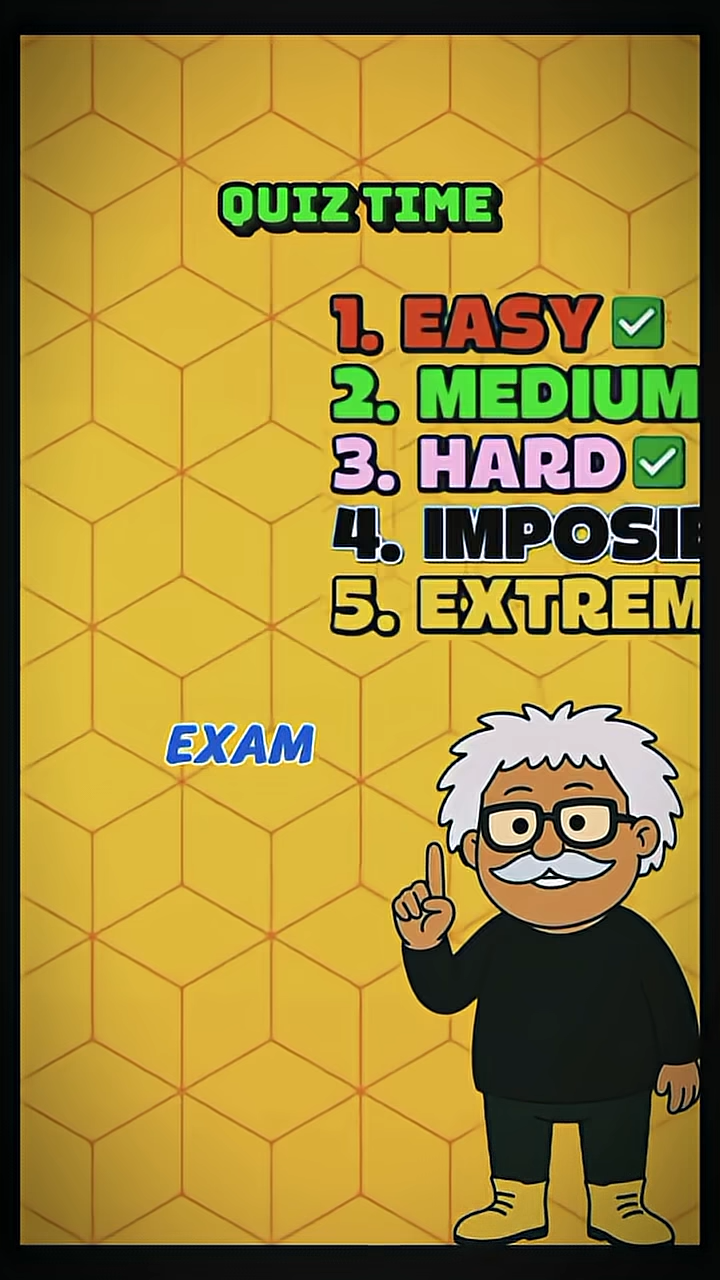 QUIZ TIME
1. EASY ✅
2. MEDIUM
3. HARD ✅
4. IMPOSI
5. EXTREM
EXAM